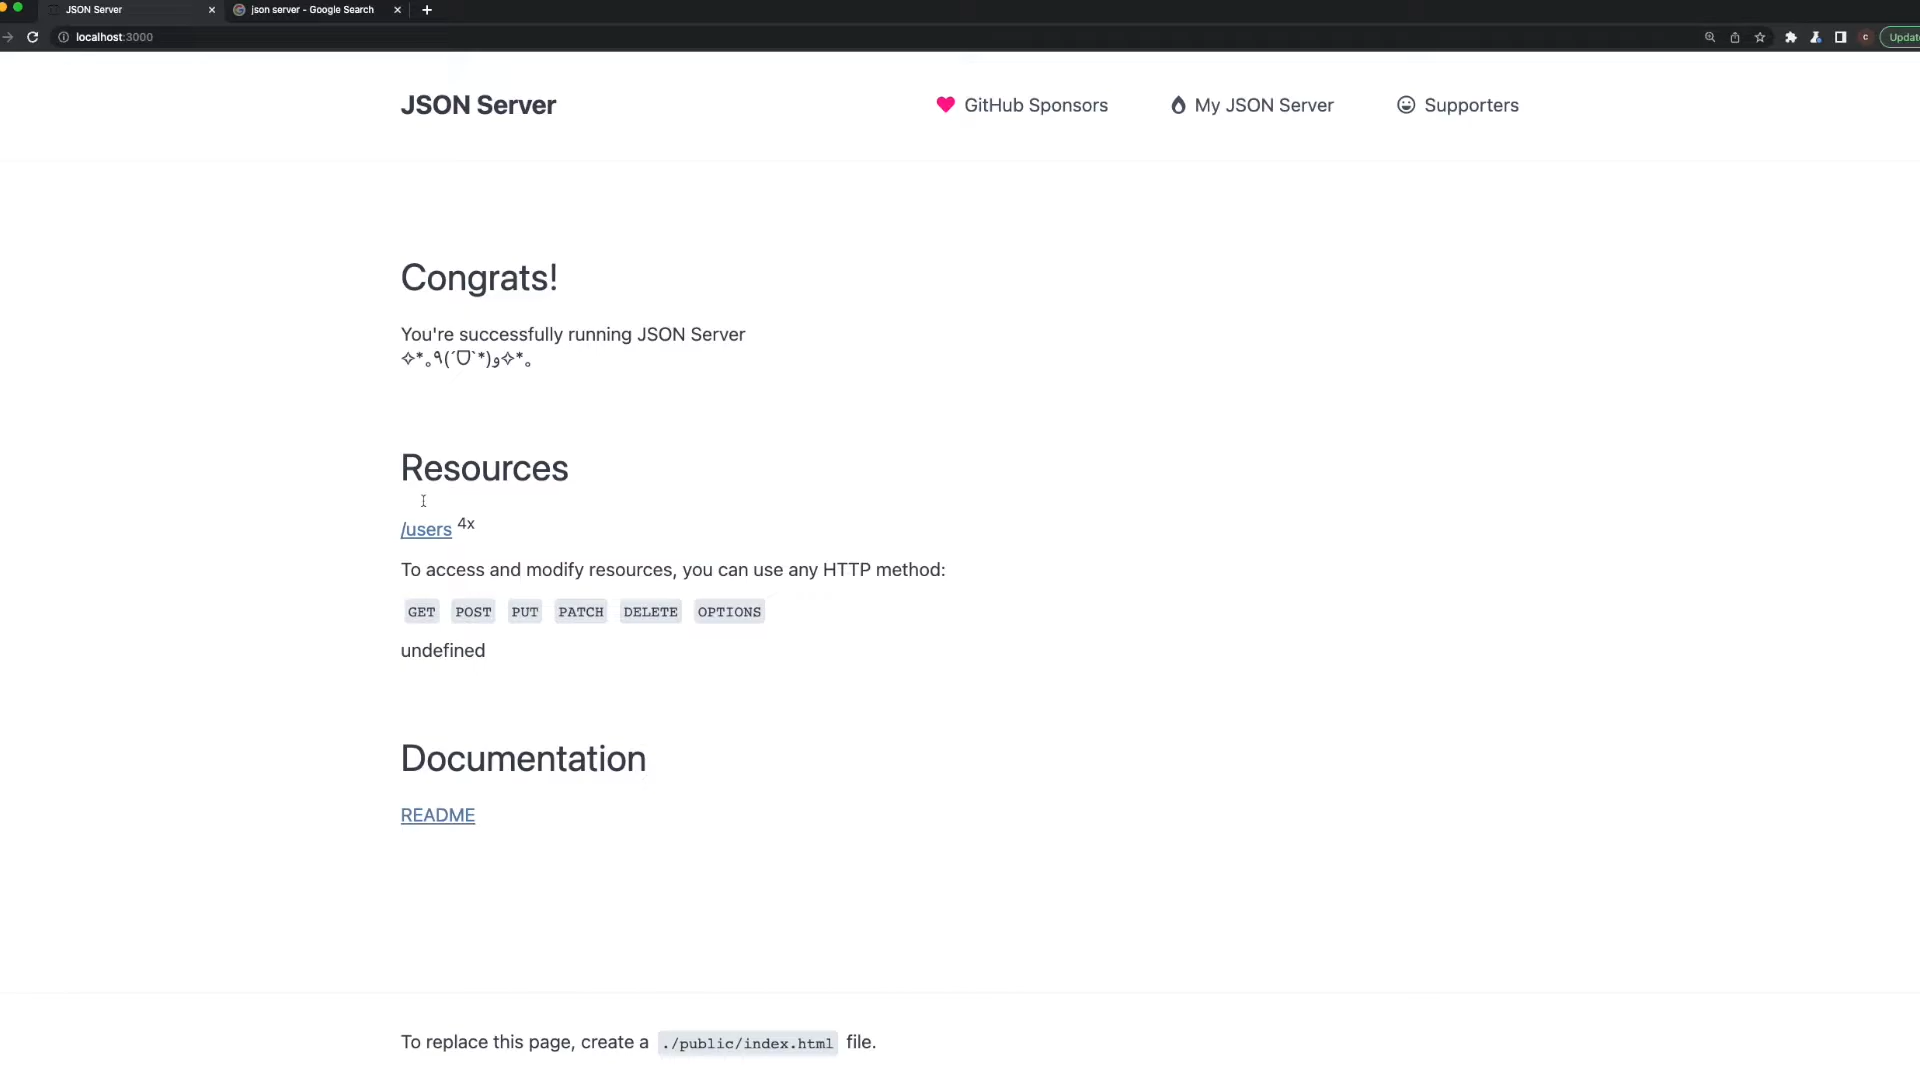 JSON Server
json server - Google Search
localhost:3000
Updat
JSON Server
GitHub Sponsors
My JSON Server
Supporters
Congrats!
You're successfully running JSON Server
✧*｡٩(ˊᗜˋ*)و✧*｡
Resources
/users 4x
To access and modify resources, you can use any HTTP method:
GET POST PUT PATCH DELETE OPTIONS
undefined
Documentation
README
To replace this page, create a ./public/index.html file.